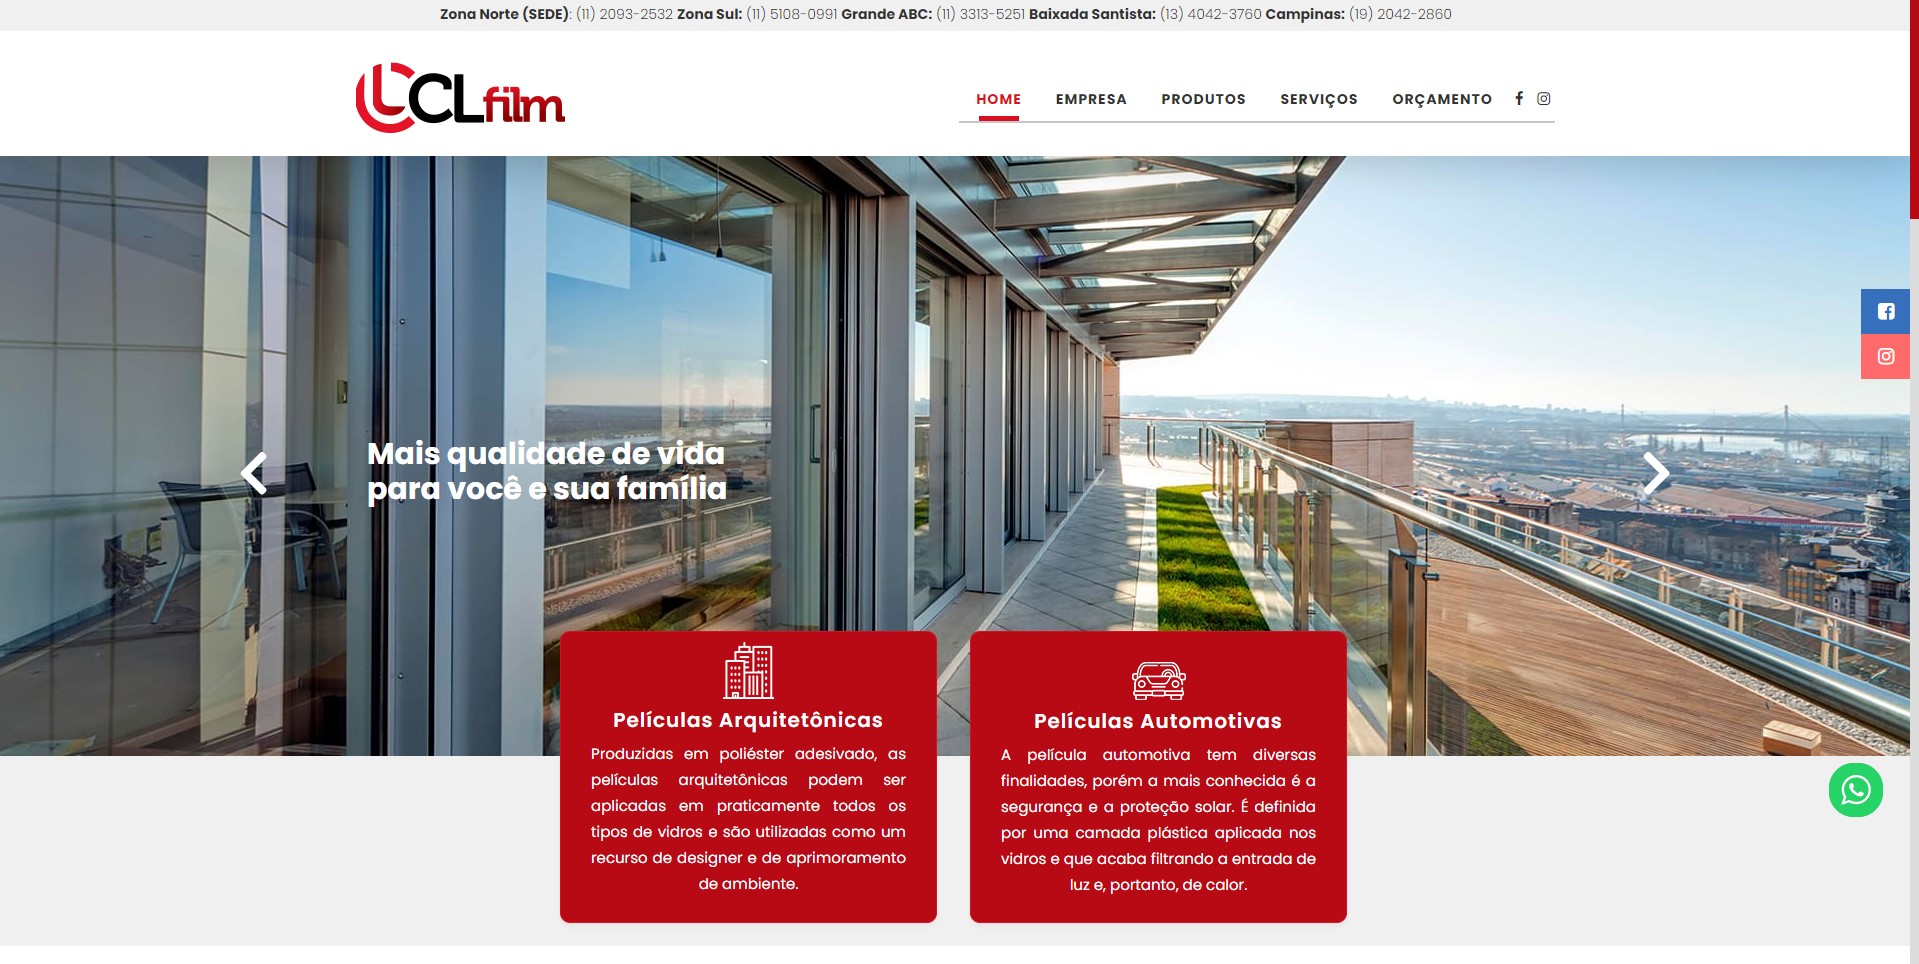 Zona Norte (SEDE): (11) 2093-2532 Zona Sul: (11) 5108-0991 Grande ABC: (11) 3313-5251 Baixada Santista: (13) 4042-3760 Campinas: (19) 2042-2860
CLfilm
HOME EMPRESA PRODUTOS SERVIÇOS ORÇAMENTO
Mais qualidade de vida
para você e sua família
Películas Arquitetônicas
Produzidas em poliéster adesivado, as
películas arquitetônicas podem ser
aplicadas em praticamente todos os
tipos de vidros e são utilizadas como um
recurso de designer e de aprimoramento
de ambiente.
Películas Automotivas
A película automotiva tem diversas
finalidades, porém a mais conhecida é a
segurança e a proteção solar. É definida
por uma camada plástica aplicada nos
vidros e que acaba filtrando a entrada de
luz e, portanto, de calor.